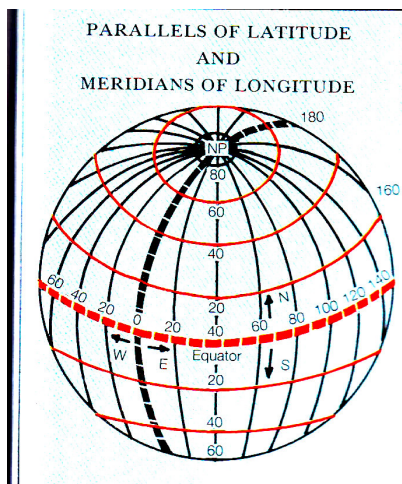 PARALLELS OF LATITUDE
AND
MERIDIANS OF LONGITUDE
180
NP
80
160
60
40
60 40 20 0 20 40 60 80 100 120 140
20
N
W E Equator S
20
40
60